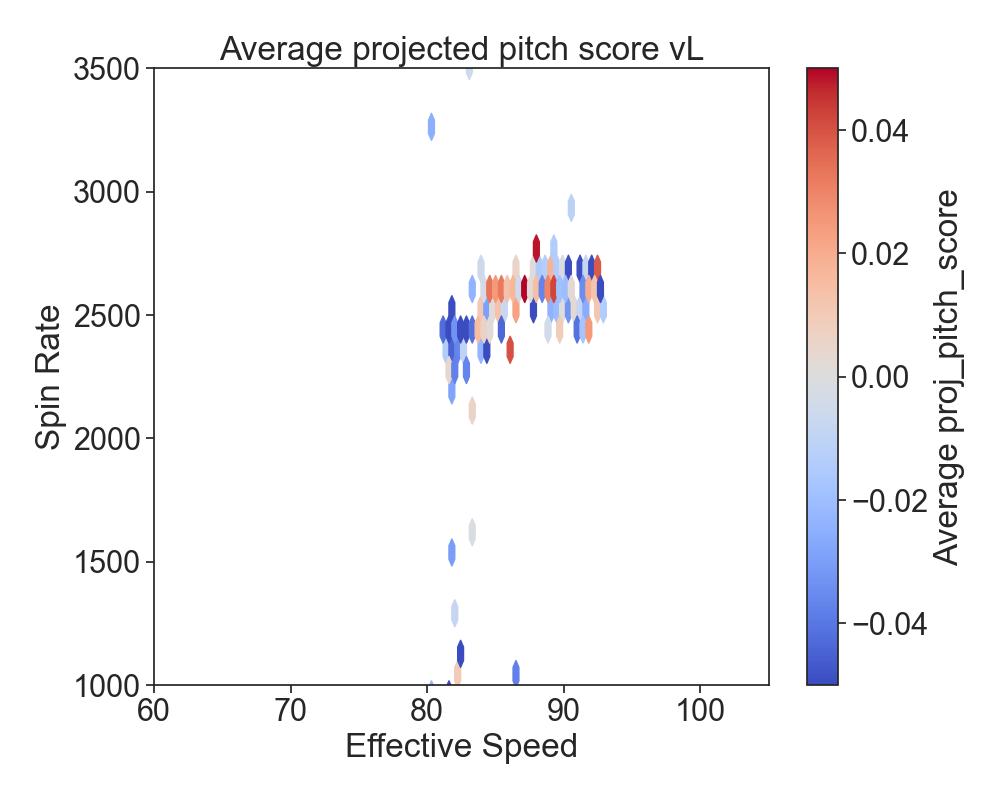 Average projected pitch score vL
3500
3000
2500
2000
1500
1000
Spin Rate
60 70 80 90 100
Effective Speed
0.04
0.02
0.00
−0.02
−0.04
Average proj_pitch_score